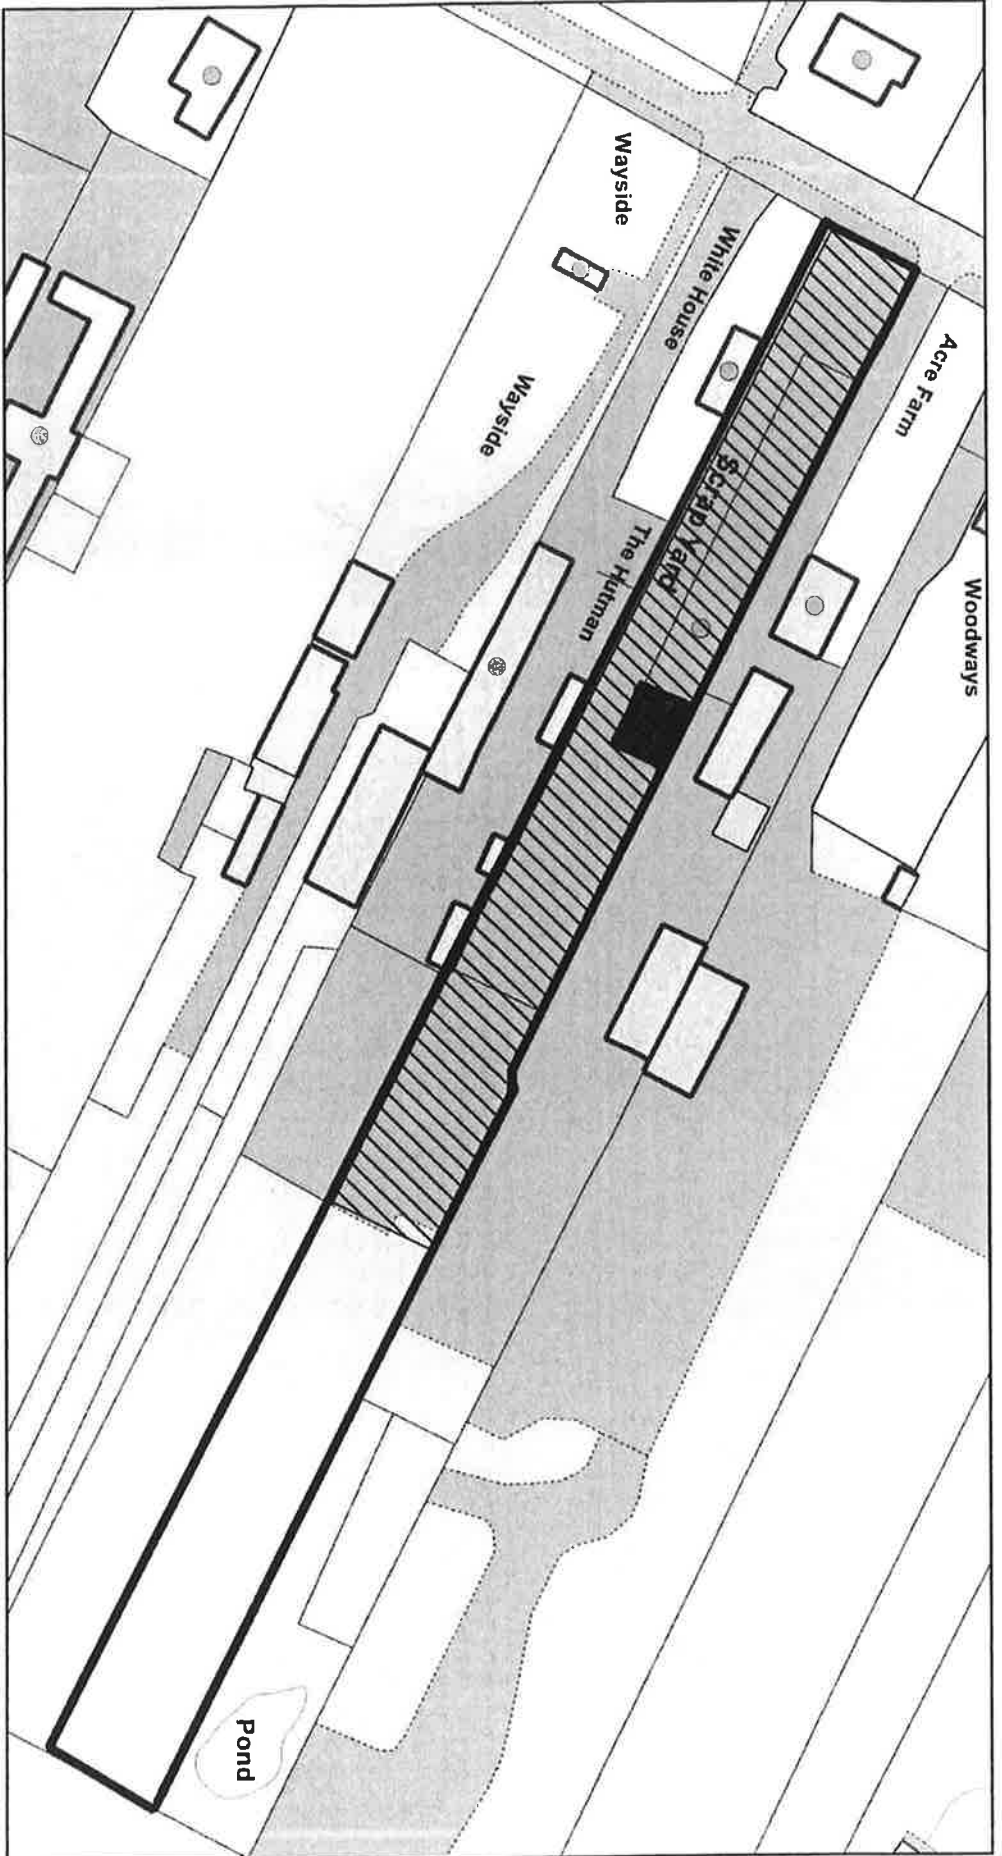 Wayside
White House
Acre Farm
Woodways
Wayside
Scrap Yard
The Hutman
Pond